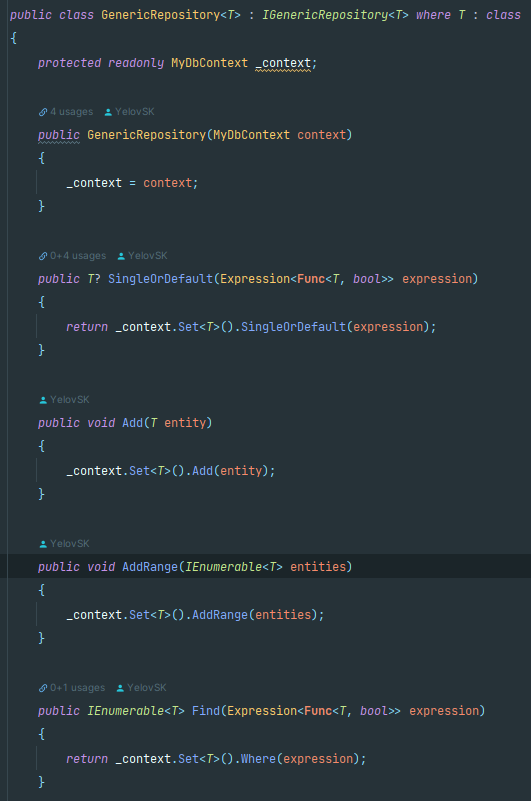 public class GenericRepository<T> : IGenericRepository<T> where T : class
{
protected readonly MyDbContext _context;
4 usages YelovSK
public GenericRepository(MyDbContext context)
{
_context = context;
}
0+4 usages YelovSK
public T? SingleOrDefault(Expression<Func<T, bool>> expression)
{
return _context.Set<T>().SingleOrDefault(expression);
}
YelovSK
public void Add(T entity)
{
_context.Set<T>().Add(entity);
}
YelovSK
public void AddRange(IEnumerable<T> entities)
{
_context.Set<T>().AddRange(entities);
}
0+1 usages YelovSK
public IEnumerable<T> Find(Expression<Func<T, bool>> expression)
{
return _context.Set<T>().Where(expression);
}